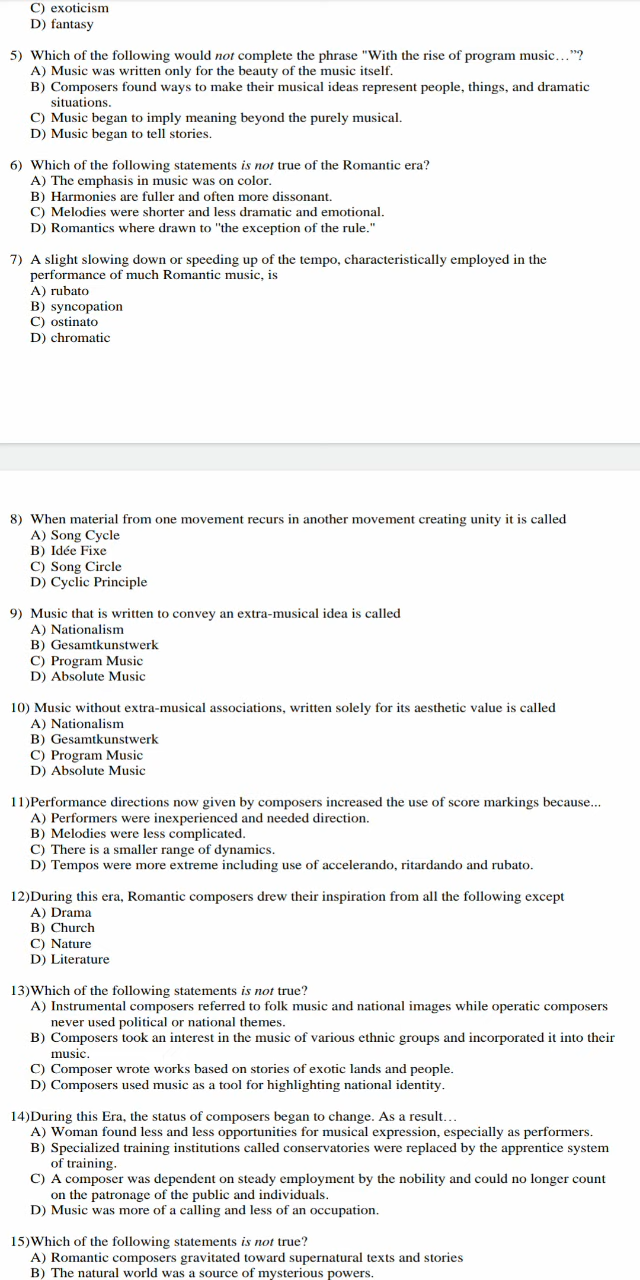 C) exoticism
D) fantasy
5) Which of the following would not complete the phrase "With the rise of program music…”?
A) Music was written only for the beauty of the music itself.
B) Composers found ways to make their musical ideas represent people, things, and dramatic
situations.
C) Music began to imply meaning beyond the purely musical.
D) Music began to tell stories.
6) Which of the following statements is not true of the Romantic era?
A) The emphasis in music was on color.
B) Harmonies are fuller and often more dissonant.
C) Melodies were shorter and less dramatic and emotional.
D) Romantics where drawn to "the exception of the rule."
7) A slight slowing down or speeding up of the tempo, characteristically employed in the
performance of much Romantic music, is
A) rubato
B) syncopation
C) ostinato
D) chromatic
8) When material from one movement recurs in another movement creating unity it is called
A) Song Cycle
B) Idée Fixe
C) Song Circle
D) Cyclic Principle
9) Music that is written to convey an extra-musical idea is called
A) Nationalism
B) Gesamtkunstwerk
C) Program Music
D) Absolute Music
10) Music without extra-musical associations, written solely for its aesthetic value is called
A) Nationalism
B) Gesamtkunstwerk
C) Program Music
D) Absolute Music
11)Performance directions now given by composers increased the use of score markings because...
A) Performers were inexperienced and needed direction.
B) Melodies were less complicated.
C) There is a smaller range of dynamics.
D) Tempos were more extreme including use of accelerando, ritardando and rubato.
12)During this era, Romantic composers drew their inspiration from all the following except
A) Drama
B) Church
C) Nature
D) Literature
13)Which of the following statements is not true?
A) Instrumental composers referred to folk music and national images while operatic composers
never used political or national themes.
B) Composers took an interest in the music of various ethnic groups and incorporated it into their
music.
C) Composer wrote works based on stories of exotic lands and people.
D) Composers used music as a tool for highlighting national identity.
14)During this Era, the status of composers began to change. As a result…
A) Woman found less and less opportunities for musical expression, especially as performers.
B) Specialized training institutions called conservatories were replaced by the apprentice system
of training.
C) A composer was dependent on steady employment by the nobility and could no longer count
on the patronage of the public and individuals.
D) Music was more of a calling and less of an occupation.
15)Which of the following statements is not true?
A) Romantic composers gravitated toward supernatural texts and stories
B) The natural world was a source of mysterious powers.